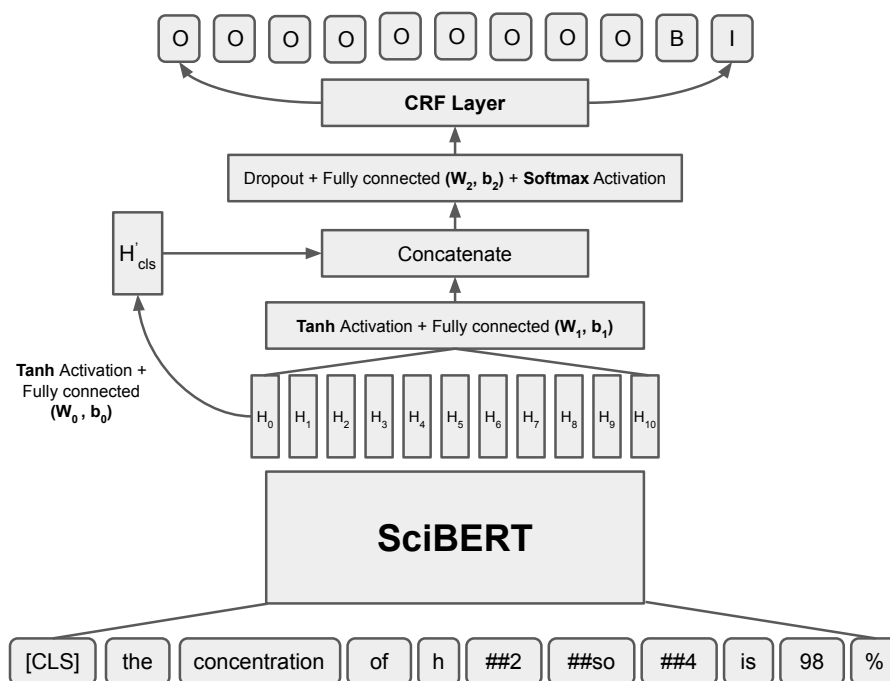 O O O O O O O O O B I
CRF Layer
Dropout + Fully connected (W2, b2) + Softmax Activation
H'cls
Concatenate
Tanh Activation + Fully connected (W1, b1)
Tanh Activation +
Fully connected
(W0 , b0)
H0 H1 H2 H3 H4 H5 H6 H7 H8 H9 H10
SciBERT
[CLS] the concentration of h ##2 ##so ##4 is 98 %